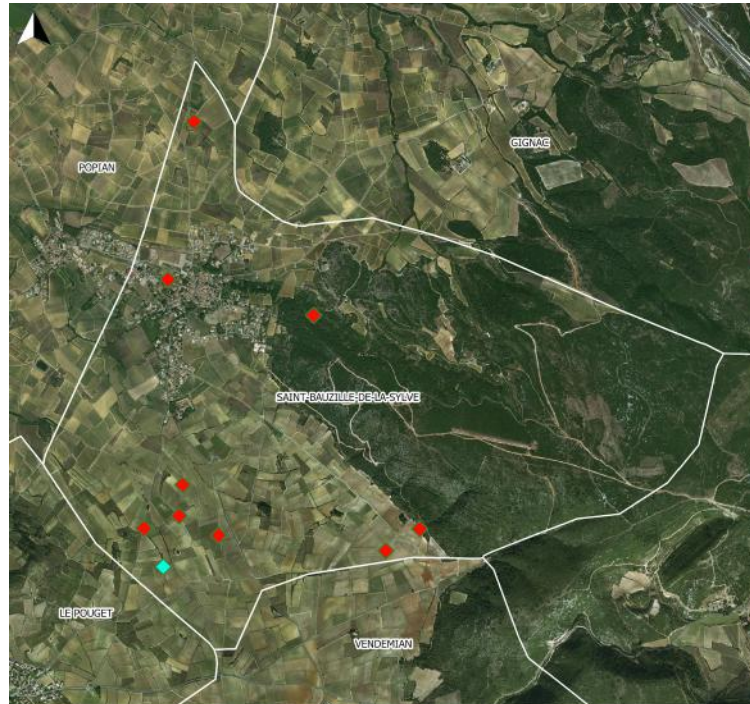 GIGNAC
POPIAN
SAINT-BAUZILLE-DE-LA-SYLVE
LE POUGET
VENDEMIAN